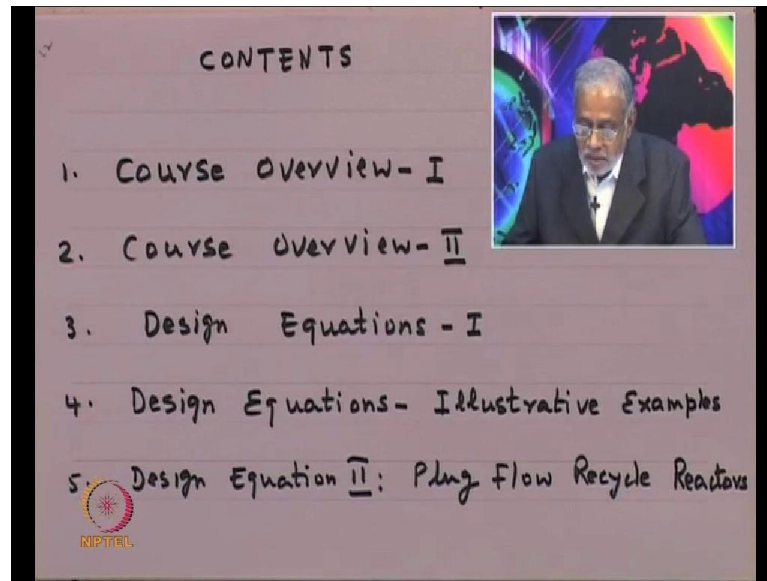 CONTENTS
1. Course Overview - I
2. Course Overview - II
3. Design Equations - I
4. Design Equations - Illustrative Examples
5. Design Equation II: Plug Flow Recycle Reactors
NPTEL